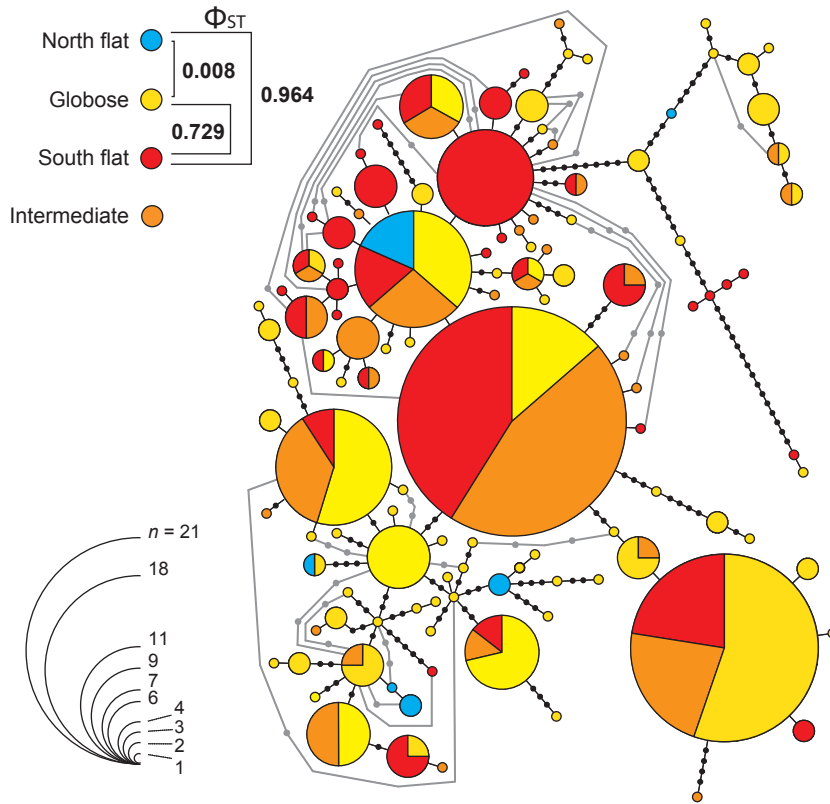 ΦST
North flat
0.008
Globose
0.964
0.729
South flat
Intermediate
n = 21
18
11
9
7
6
4
3
2
1